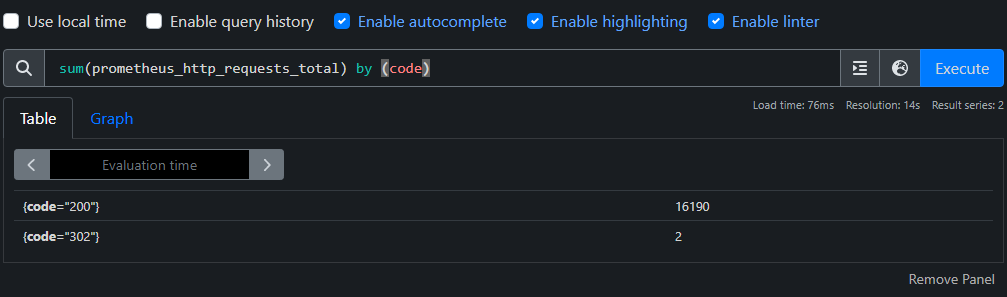 Use local time Enable query history Enable autocomplete Enable highlighting Enable linter
sum(prometheus_http_requests_total) by (code) Execute
Load time: 76ms Resolution: 14s Result series: 2
Table Graph
Evaluation time
{code="200"} 16190
{code="302"} 2
Remove Panel